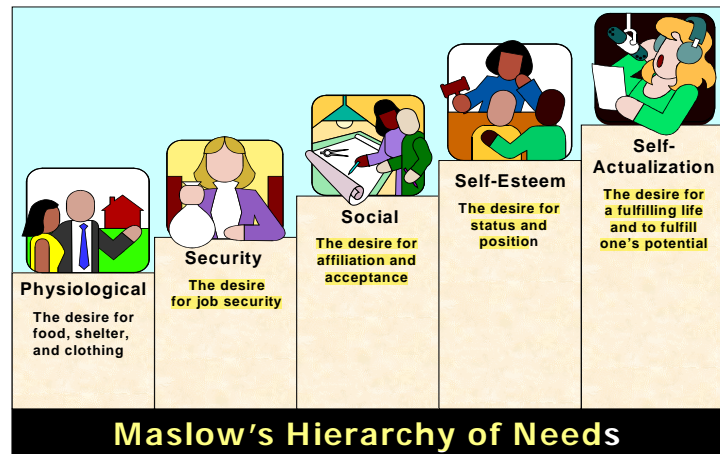 Physiological
The desire for
food, shelter,
and clothing
Security
The desire
for job security
Social
The desire for
affiliation and
acceptance
Self-Esteem
The desire for
status and
position
Self-
Actualization
The desire for
a fulfilling life
and to fulfill
one's potential
Maslow's Hierarchy of Needs